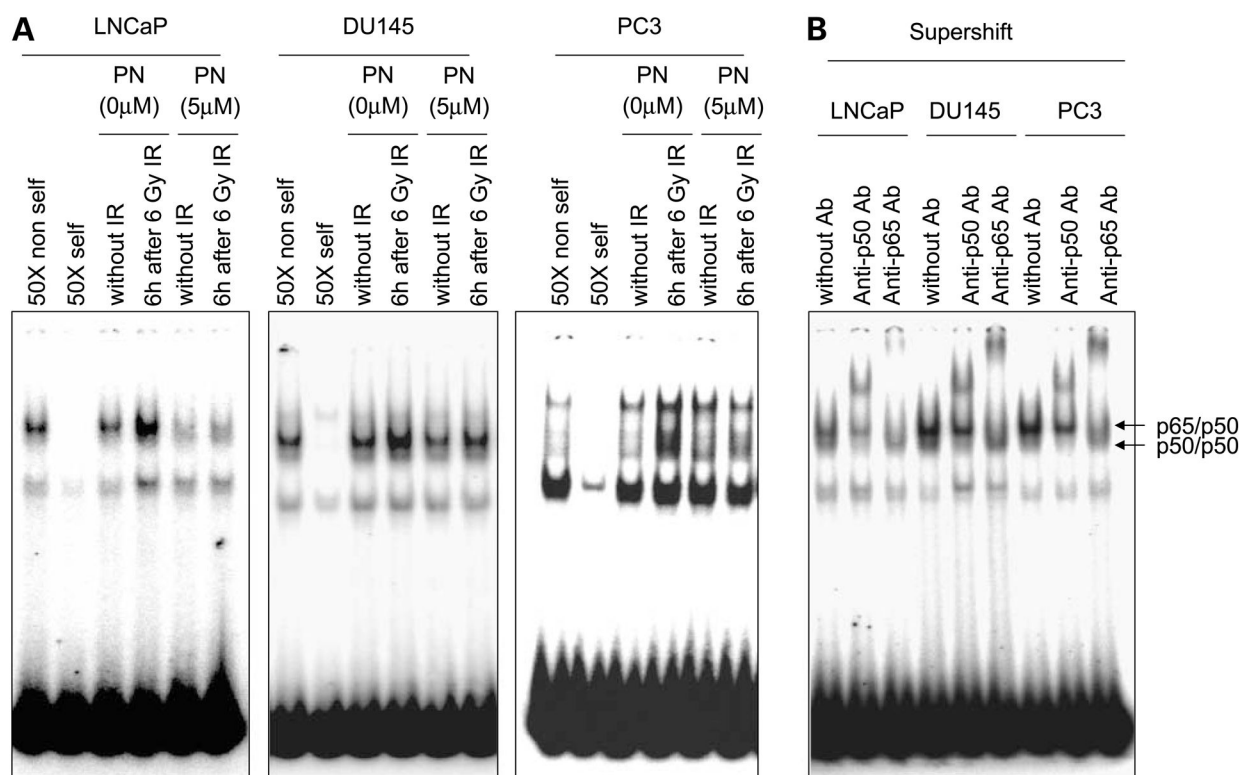 A
LNCaP
DU145
PC3
B
Supershift
PN
(0μM)
PN
(5μM)
PN
(0μM)
PN
(5μM)
PN
(0μM)
PN
(5μM)
LNCaP
DU145
PC3
50X non self
50X self
without IR
6h after 6 Gy IR
without IR
6h after 6 Gy IR
50X non self
50X self
without IR
6h after 6 Gy IR
without IR
6h after 6 Gy IR
50X non self
50X self
without IR
6h after 6 Gy IR
without IR
6h after 6 Gy IR
without Ab
Anti-p50 Ab
Anti-p65 Ab
without Ab
Anti-p50 Ab
Anti-p65 Ab
without Ab
Anti-p50 Ab
Anti-p65 Ab
p65/p50
p50/p50